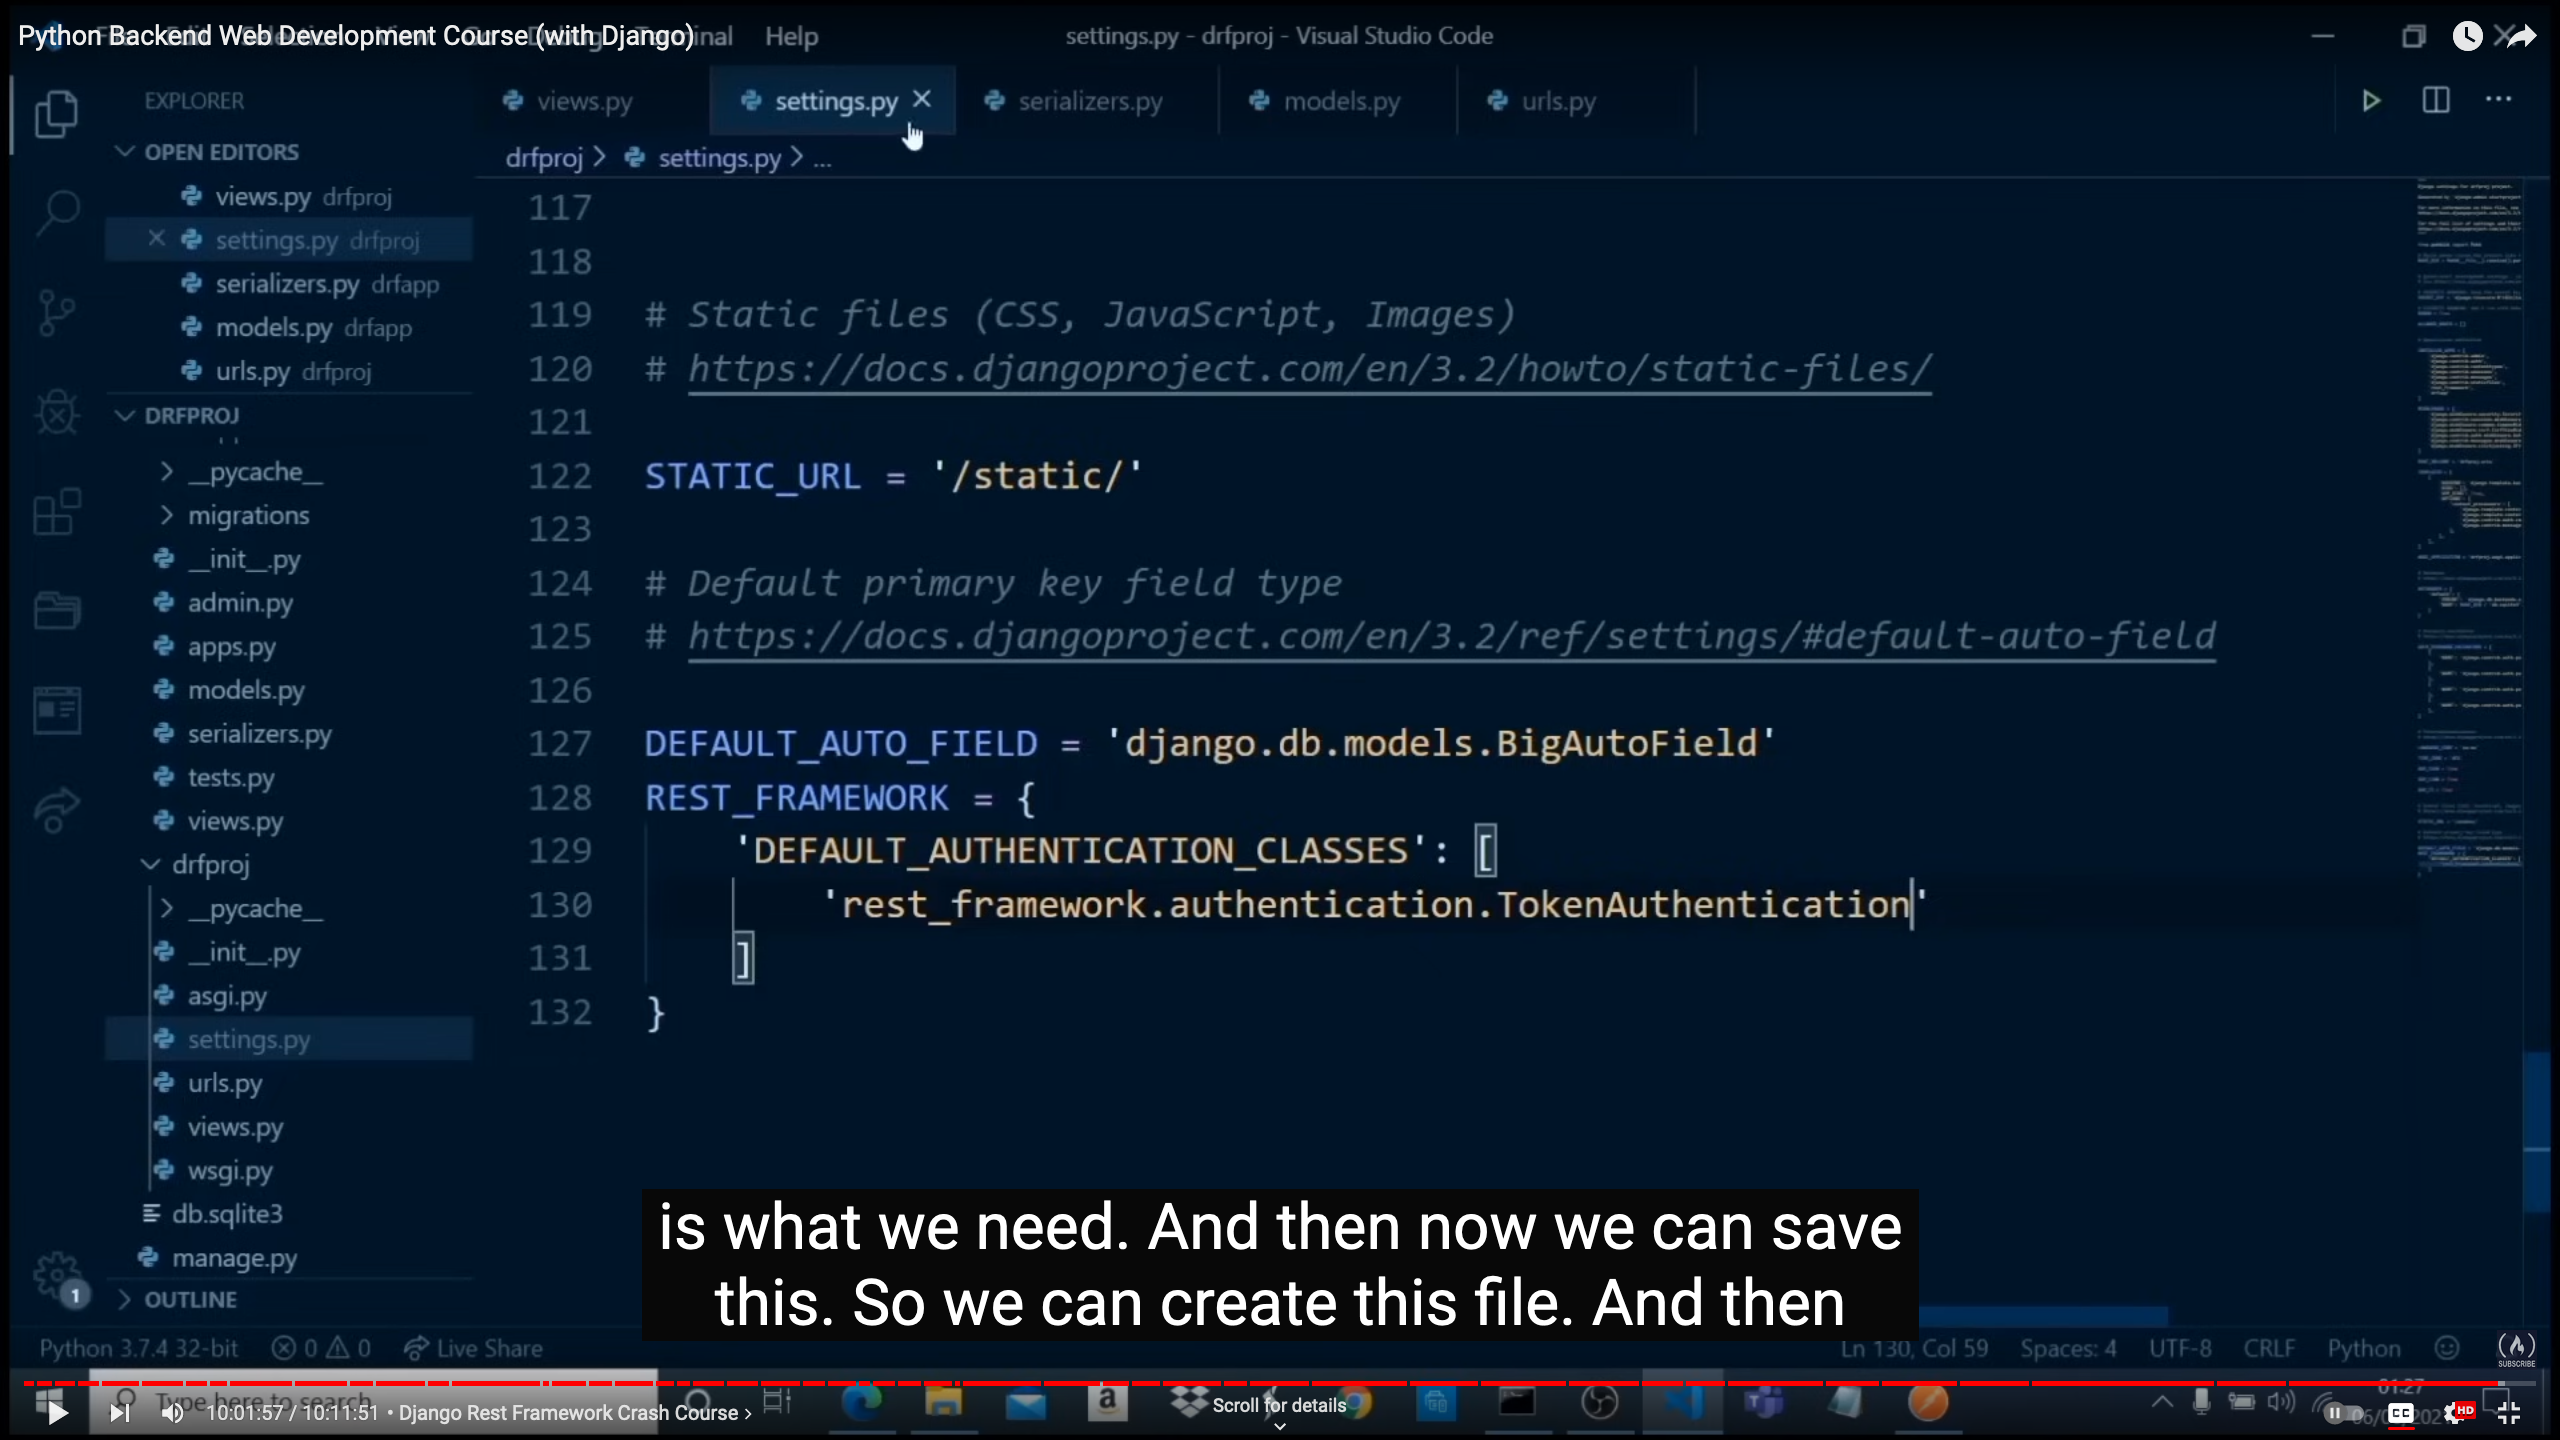 Python Backend Web Development Course (with Django)
Help
settings.py - drfproj - Visual Studio Code
EXPLORER
views.py
settings.py
serializers.py
models.py
urls.py
OPEN EDITORS
drfproj > settings.py > ...
views.py drfproj
settings.py drfproj
serializers.py drfapp
models.py drfapp
urls.py drfproj
DRFPROJ
__pycache__
migrations
__init__.py
admin.py
apps.py
models.py
serializers.py
tests.py
views.py
drfproj
__pycache__
__init__.py
asgi.py
settings.py
urls.py
views.py
wsgi.py
db.sqlite3
manage.py
OUTLINE
117
118
119 # Static files (CSS, JavaScript, Images)
120 # https://docs.djangoproject.com/en/3.2/howto/static-files/
121
122 STATIC_URL = '/static/'
123
124 # Default primary key field type
125 # https://docs.djangoproject.com/en/3.2/ref/settings/#default-auto-field
126
127 DEFAULT_AUTO_FIELD = 'django.db.models.BigAutoField'
128 REST_FRAMEWORK = {
129 'DEFAULT_AUTHENTICATION_CLASSES': [
130 'rest_framework.authentication.TokenAuthentication'
131 ]
132 }
is what we need. And then now we can save
this. So we can create this file. And then
1
Python 3.7.4 32-bit
0
0
Live Share
Ln 130, Col 59
Spaces: 4
UTF-8
CRLF
Python
SUBSCRIBE
Type here to search
01:27
10:01:57 / 10:11:51 • Django Rest Framework Crash Course >
Scroll for details
CC
HD